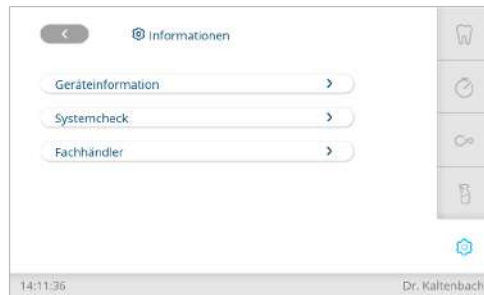 Informationen
Geräteinformation
Systemcheck
Fachhändler
14:11:36
Dr. Kaltenbach